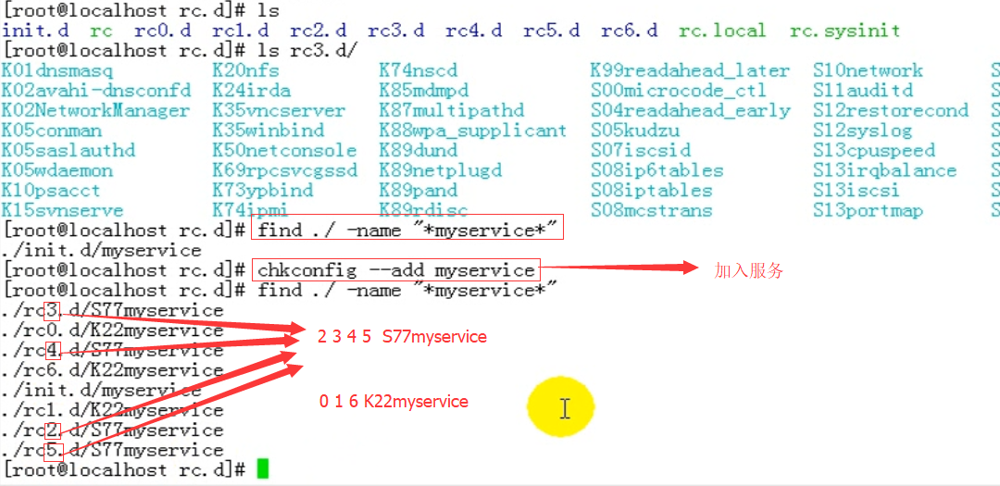 [root@localhost rc.d]# ls
init.d rc rc0.d rc1.d rc2.d rc3.d rc4.d rc5.d rc6.d rc.local rc.sysinit
[root@localhost rc.d]# ls rc3.d/
K01dnsmasq K20nfs K74nscd K99readahead_later S10network S
K02avahi-dnsconfd K24irda K85mdmpd S00microcode_ctl S11auditd S
K02NetworkManager K35vncserver K87multipathd S04readahead_early S12restorecond S
K05conman K35winbind K88wpa_supplicant S05kudzu S12syslog S
K05saslauthd K50netconsole K89dund S07iscsid S13cpuspeed S
K05wdaemon K69rpcsvcgssd K89netplugd S08ip6tables S13irqbalance S
K10psacct K73ypbind K89pand S08iptables S13iscsi S
K15svnserve K74ipmi K89rdisc S08mcstrans S13portmap S
[root@localhost rc.d]# find ./ -name "*myservice*"
./init.d/myservice
[root@localhost rc.d]# chkconfig --add myservice 加入服务
[root@localhost rc.d]# find ./ -name "*myservice*"
./rc3.d/S77myservice
./rc0.d/K22myservice
2 3 4 5 S77myservice
./rc4.d/S77myservice
./rc6.d/K22myservice
./init.d/myservice
0 1 6 K22myservice
./rc1.d/K22myservice
./rc2.d/S77myservice
./rc5.d/S77myservice
[root@localhost rc.d]#